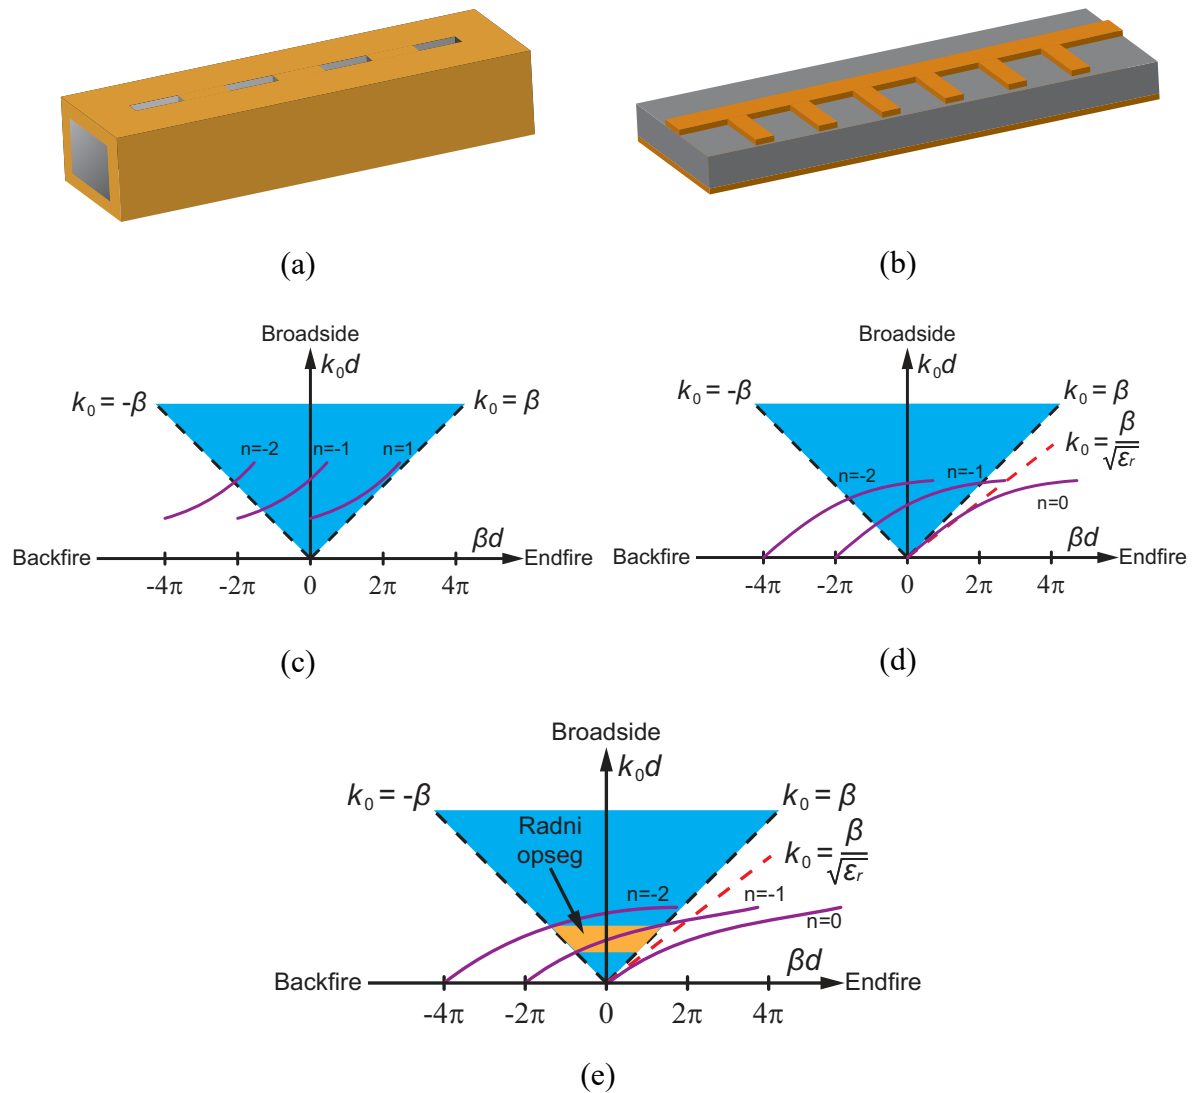 (a)
(b)
Broadside
k₀d
k₀ = -β
k₀ = β
n=-2
n=-1
n=1
Backfire
βd
Endfire
-4π
-2π
0
2π
4π
(c)
Broadside
k₀d
k₀ = -β
k₀ = β
k₀ = β/√εr
n=-2
n=-1
n=0
Backfire
βd
Endfire
-4π
-2π
0
2π
4π
(d)
Broadside
k₀d
k₀ = -β
k₀ = β
Radni
opseg
k₀ = β/√εr
n=-2
n=-1
n=0
βd
Backfire
Endfire
-4π
-2π
0
2π
4π
(e)